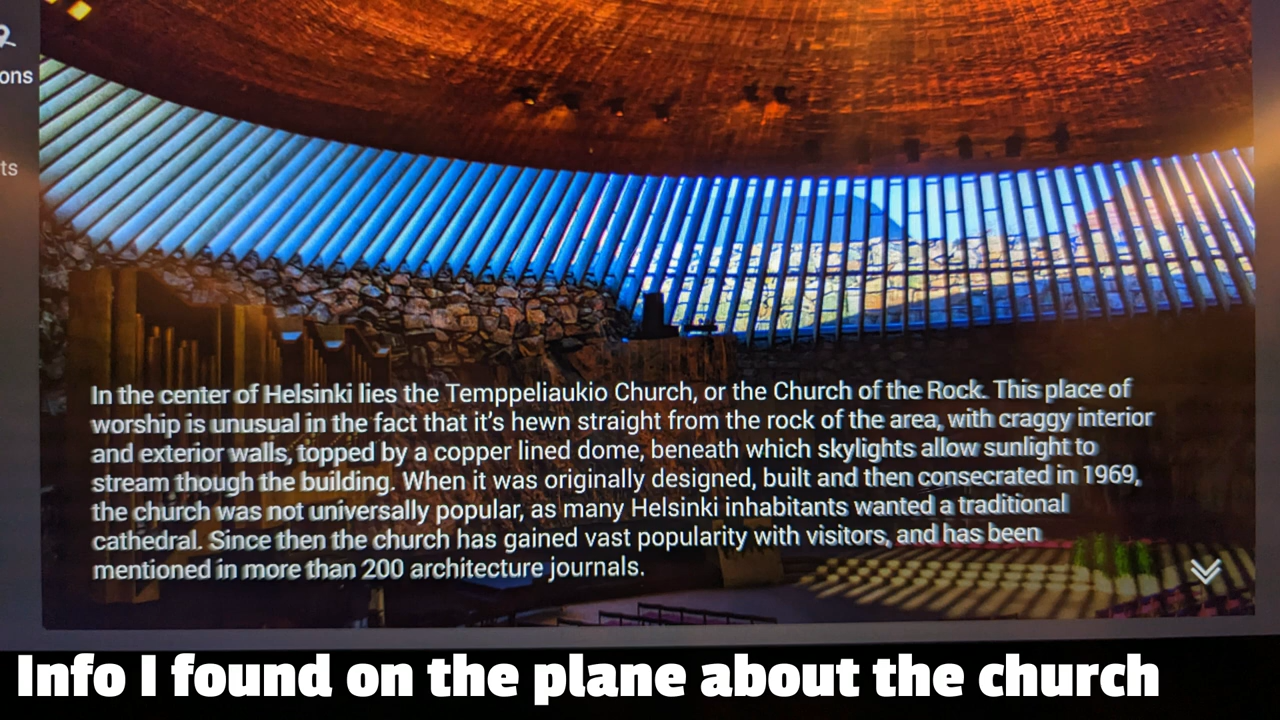 ons
ts
In the center of Helsinki lies the Temppeliaukio Church, or the Church of the Rock. This place of
worship is unusual in the fact that it's hewn straight from the rock of the area, with craggy interior
and exterior walls, topped by a copper lined dome, beneath which skylights allow sunlight to
stream though the building. When it was originally designed, built and then consecrated in 1969,
the church was not universally popular, as many Helsinki inhabitants wanted a traditional
cathedral. Since then the church has gained vast popularity with visitors, and has been
mentioned in more than 200 architecture journals.
Info I found on the plane about the church